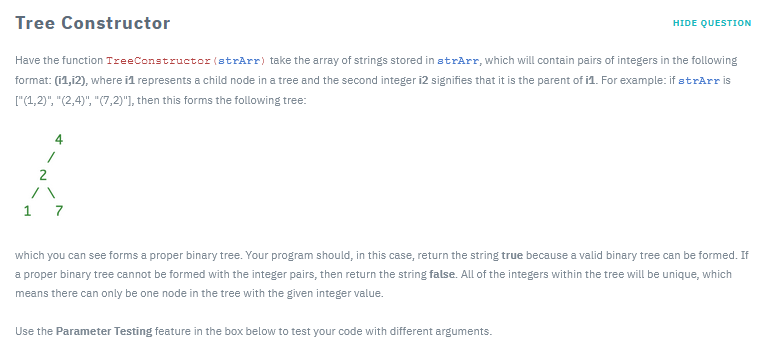 Tree Constructor
HIDE QUESTION
Have the function TreeConstructor(strArr) take the array of strings stored in strArr, which will contain pairs of integers in the following
format: (i1,i2), where i1 represents a child node in a tree and the second integer i2 signifies that it is the parent of i1. For example: if strArr is
["(1,2)", "(2,4)", "(7,2)"], then this forms the following tree:
4
/
2
/ \
1 7
which you can see forms a proper binary tree. Your program should, in this case, return the string true because a valid binary tree can be formed. If
a proper binary tree cannot be formed with the integer pairs, then return the string false. All of the integers within the tree will be unique, which
means there can only be one node in the tree with the given integer value.
Use the Parameter Testing feature in the box below to test your code with different arguments.